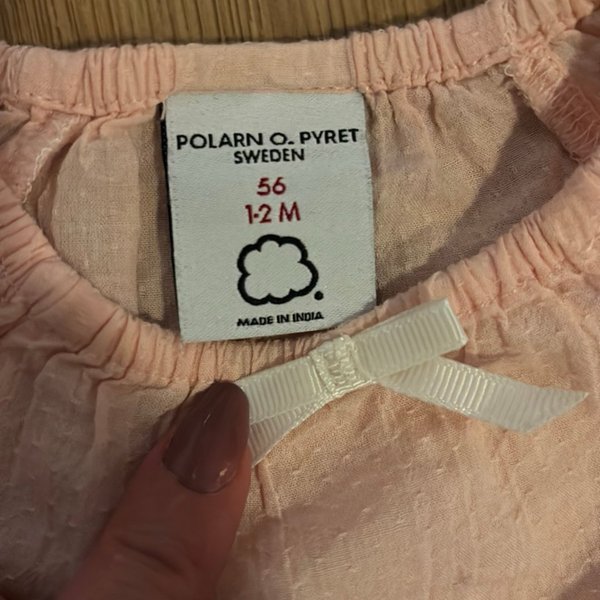 POLARN O. PYRET
SWEDEN
56
1-2 M
MADE IN INDIA